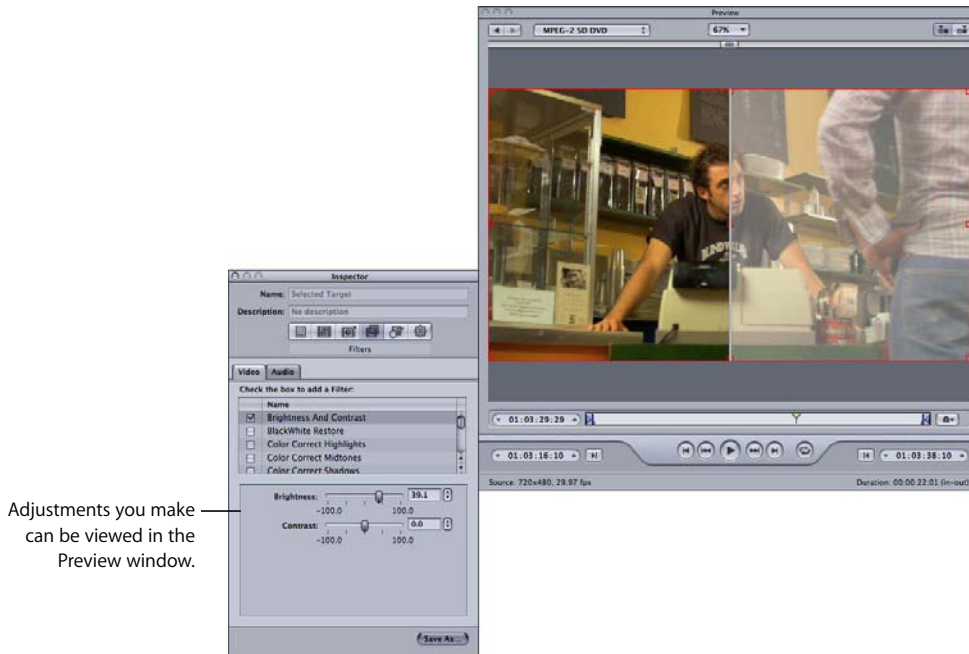 Preview
MPEG-2 SD DVD
67%
01:03:29:29
01:03:16:10
01:03:38:10
Source: 720x480, 29.97 fps
Duration: 00:00:22:01 (in-out)
Inspector
Name: Selected Target
Description: No description
Filters
Video Audio
Check the box to add a Filter:
Name
Brightness And Contrast
BlackWhite Restore
Color Correct Highlights
Color Correct Midtones
Color Correct Shadows
Brightness: 39.1
-100.0 100.0
Contrast: 0.0
-100.0 100.0
Save As...
Adjustments you make
can be viewed in the
Preview window.